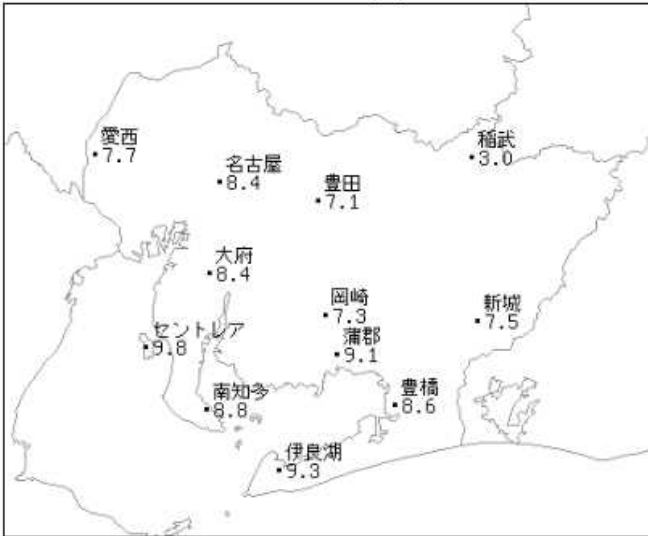 愛西
7.7
稲武
3.0
名古屋
8.4
豊田
7.1
大府
8.4
岡崎
7.3
新城
7.5
セントレア
9.8
蒲郡
9.1
南知多
8.8
豊橋
8.6
伊良湖
9.3